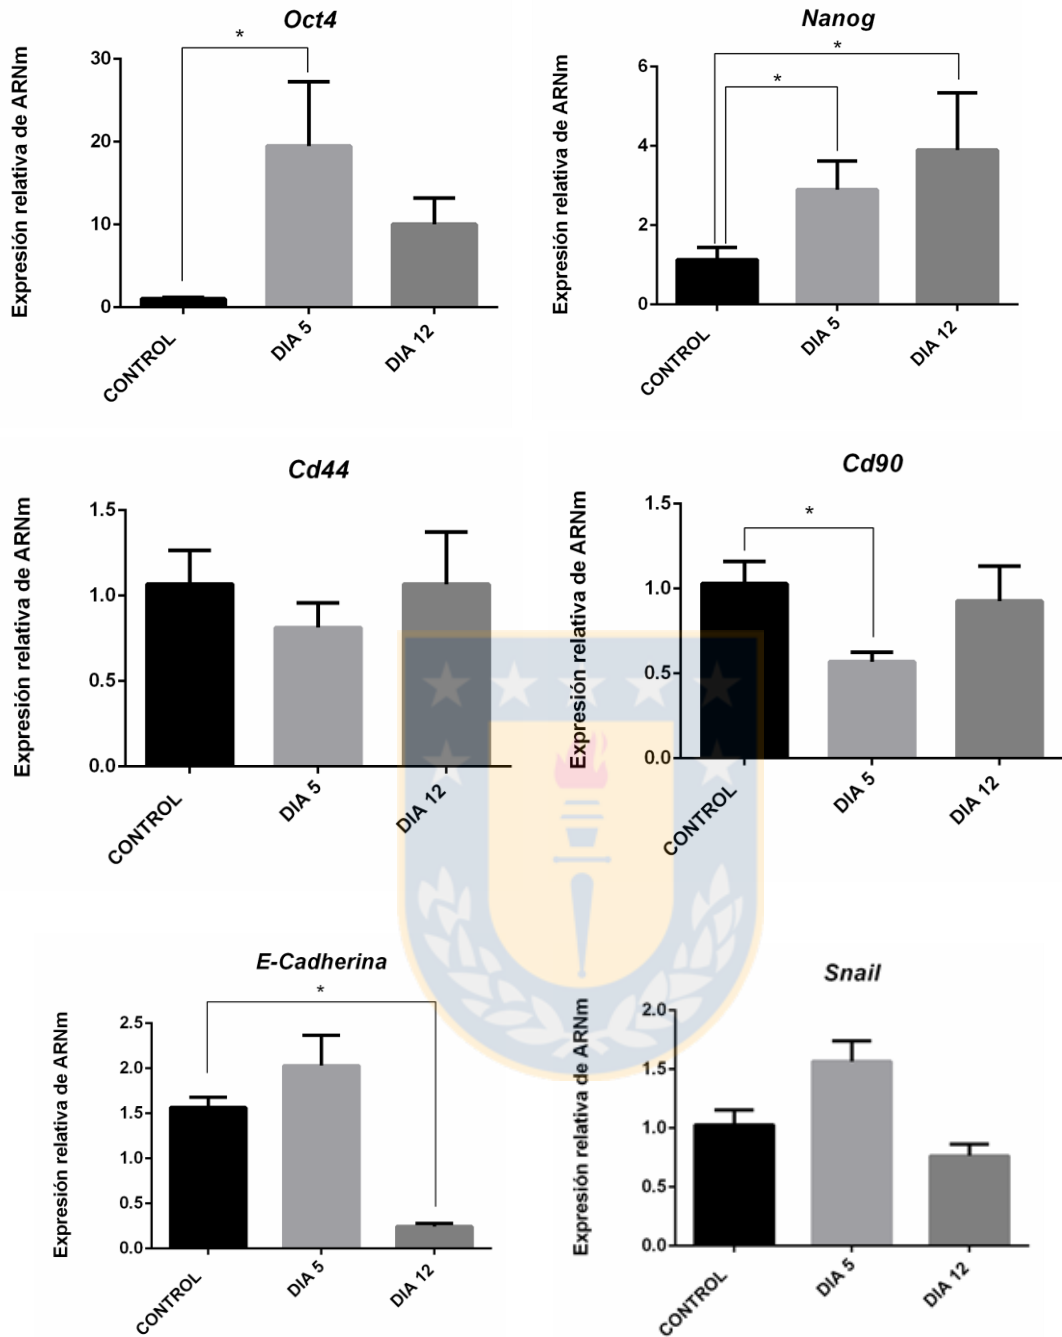 Oct4
*
Expresión relativa de ARNm
30
20
10
0
CONTROL
DIA 5
DIA 12
Nanog
*
*
Expresión relativa de ARNm
6
4
2
0
CONTROL
DIA 5
DIA 12
Cd44
Expresión relativa de ARNm
1.5
1.0
0.5
0.0
CONTROL
DIA 5
DIA 12
Cd90
*
Expresión relativa de ARNm
1.5
1.0
0.5
0.0
CONTROL
DIA 5
DIA 12
E-Cadherina
*
Expresión relativa de ARNm
2.5
2.0
1.5
1.0
0.5
0.0
CONTROL
DIA 5
DIA 12
Snail
Expresión relativa de ARNm
2.0
1.5
1.0
0.5
0.0
CONTROL
DIA 5
DIA 12